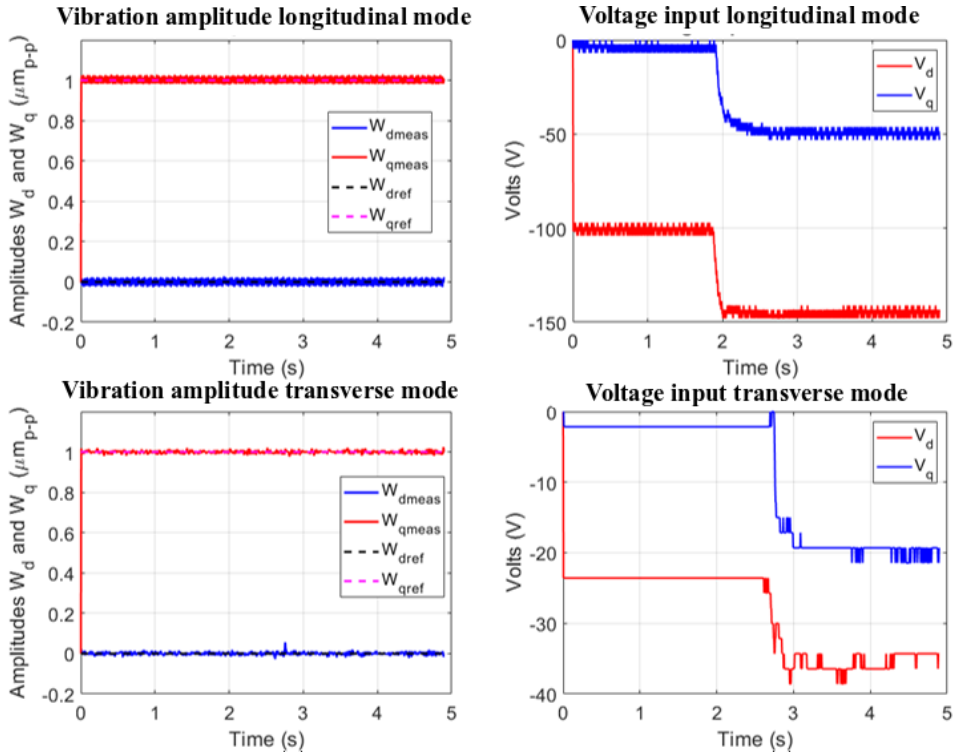 Vibration amplitude longitudinal mode
Amplitudes W_d and W_q (μm_p-p)
1
0.8
0.6
0.4
0.2
0
-0.2
W_dmeas
W_qmeas
W_dref
W_qref
0 1 2 3 4 5
Time (s)
Voltage input longitudinal mode
Volts (V)
0
-50
-100
-150
V_d
V_q
0 1 2 3 4 5
Time (s)
Vibration amplitude transverse mode
Amplitudes W_d and W_q (μm_p-p)
1
0.8
0.6
0.4
0.2
0
-0.2
W_dmeas
W_qmeas
W_dref
W_qref
0 1 2 3 4 5
Time (s)
Voltage input transverse mode
Volts (V)
0
-10
-20
-30
-40
V_d
V_q
0 1 2 3 4 5
Time (s)